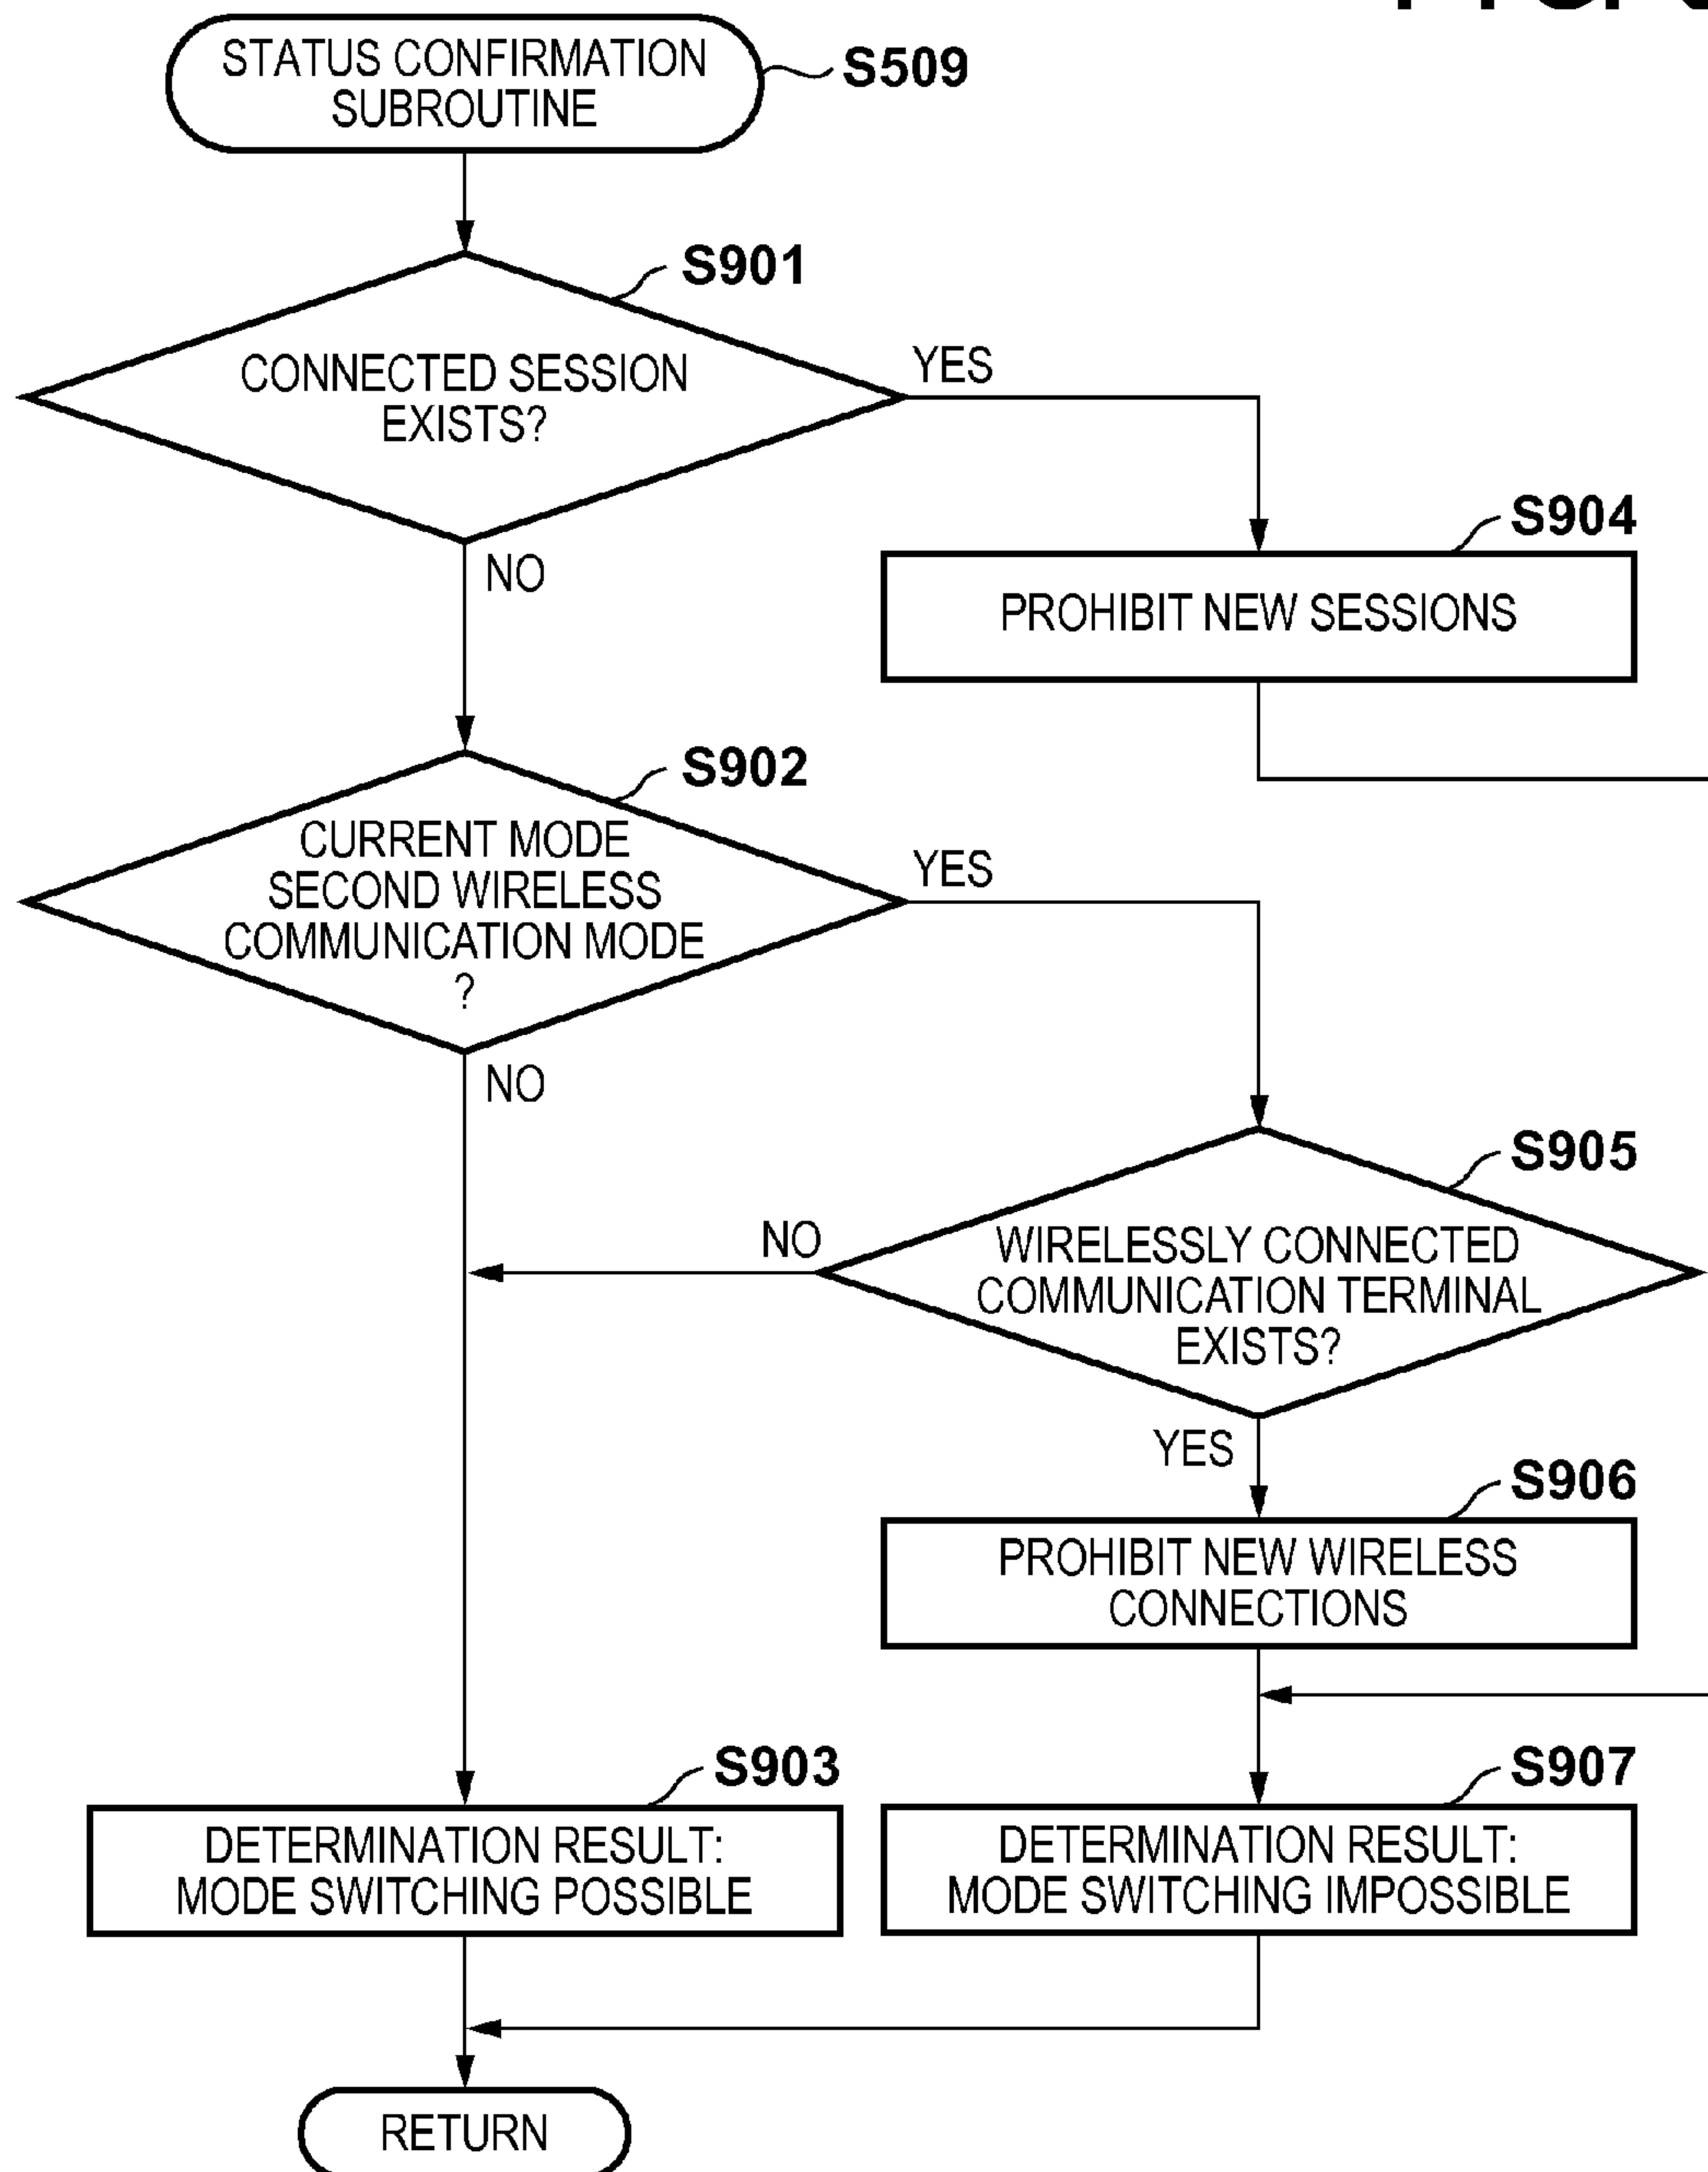 STATUS CONFIRMATION
SUBROUTINE
S509
S901
CONNECTED SESSION
EXISTS?
YES
NO
S904
PROHIBIT NEW SESSIONS
S902
CURRENT MODE
SECOND WIRELESS
COMMUNICATION MODE
?
YES
NO
S905
WIRELESSLY CONNECTED
COMMUNICATION TERMINAL
EXISTS?
NO
YES
S906
PROHIBIT NEW WIRELESS
CONNECTIONS
S903
DETERMINATION RESULT:
MODE SWITCHING POSSIBLE
S907
DETERMINATION RESULT:
MODE SWITCHING IMPOSSIBLE
RETURN